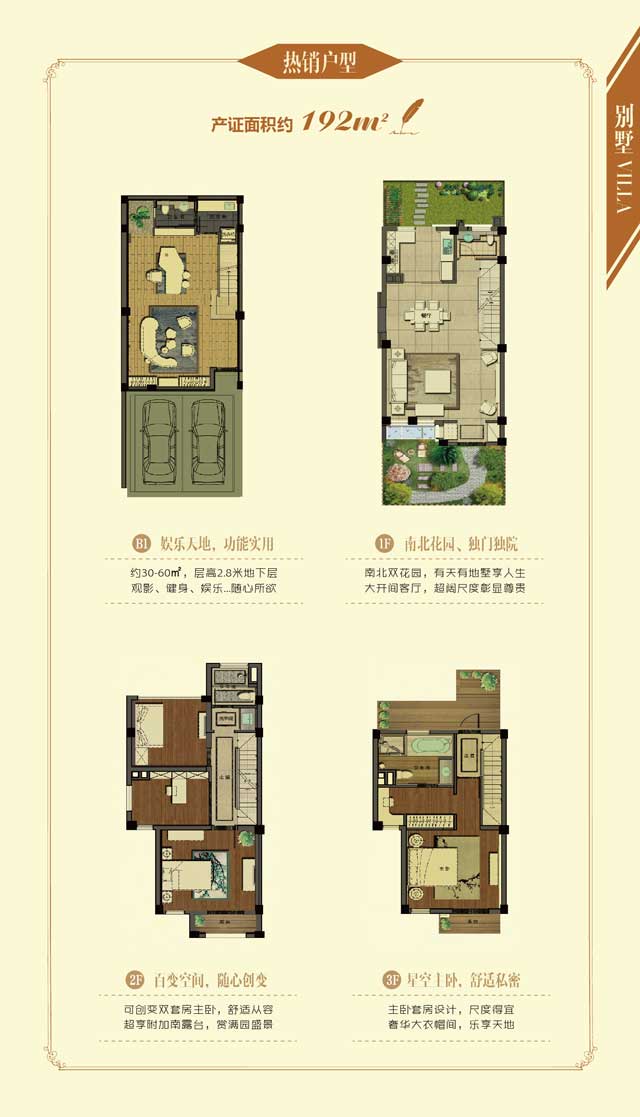 热销户型
别墅 VILLA
产证面积约 192m²
餐厅
主卧
B1 娱乐天地，功能实用
约30-60㎡，层高2.8米地下层
观影、健身、娱乐...随心所欲
1F 南北花园、独门独院
南北双花园，有天有地墅享人生
大开间客厅，超阔尺度彰显尊贵
2F 百变空间，随心创变
可创变双套房主卧，舒适从容
超享附加南露台，赏满园盛景
3F 星空主卧，舒适私密
主卧套房设计，尺度得宜
奢华大衣帽间，乐享天地